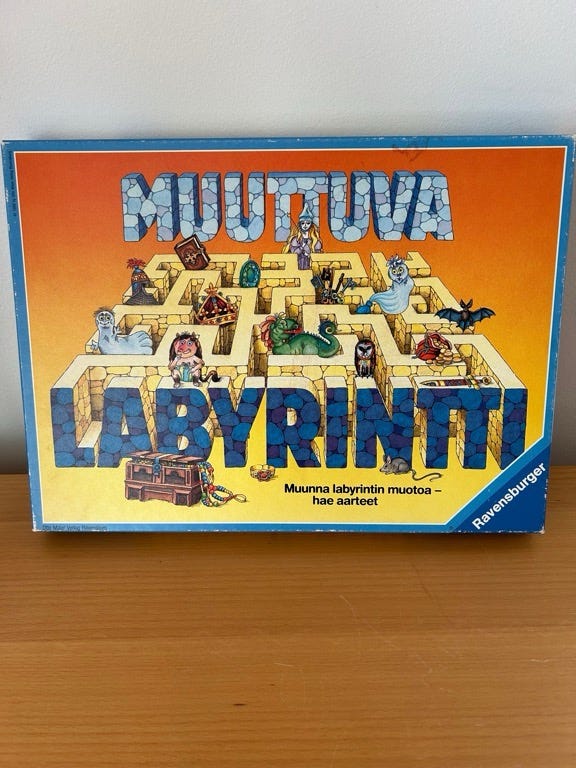 MUUTTUVA
LABYRINTTI
Muunna labyrintin muotoa –
hae aarteet
Ravensburger